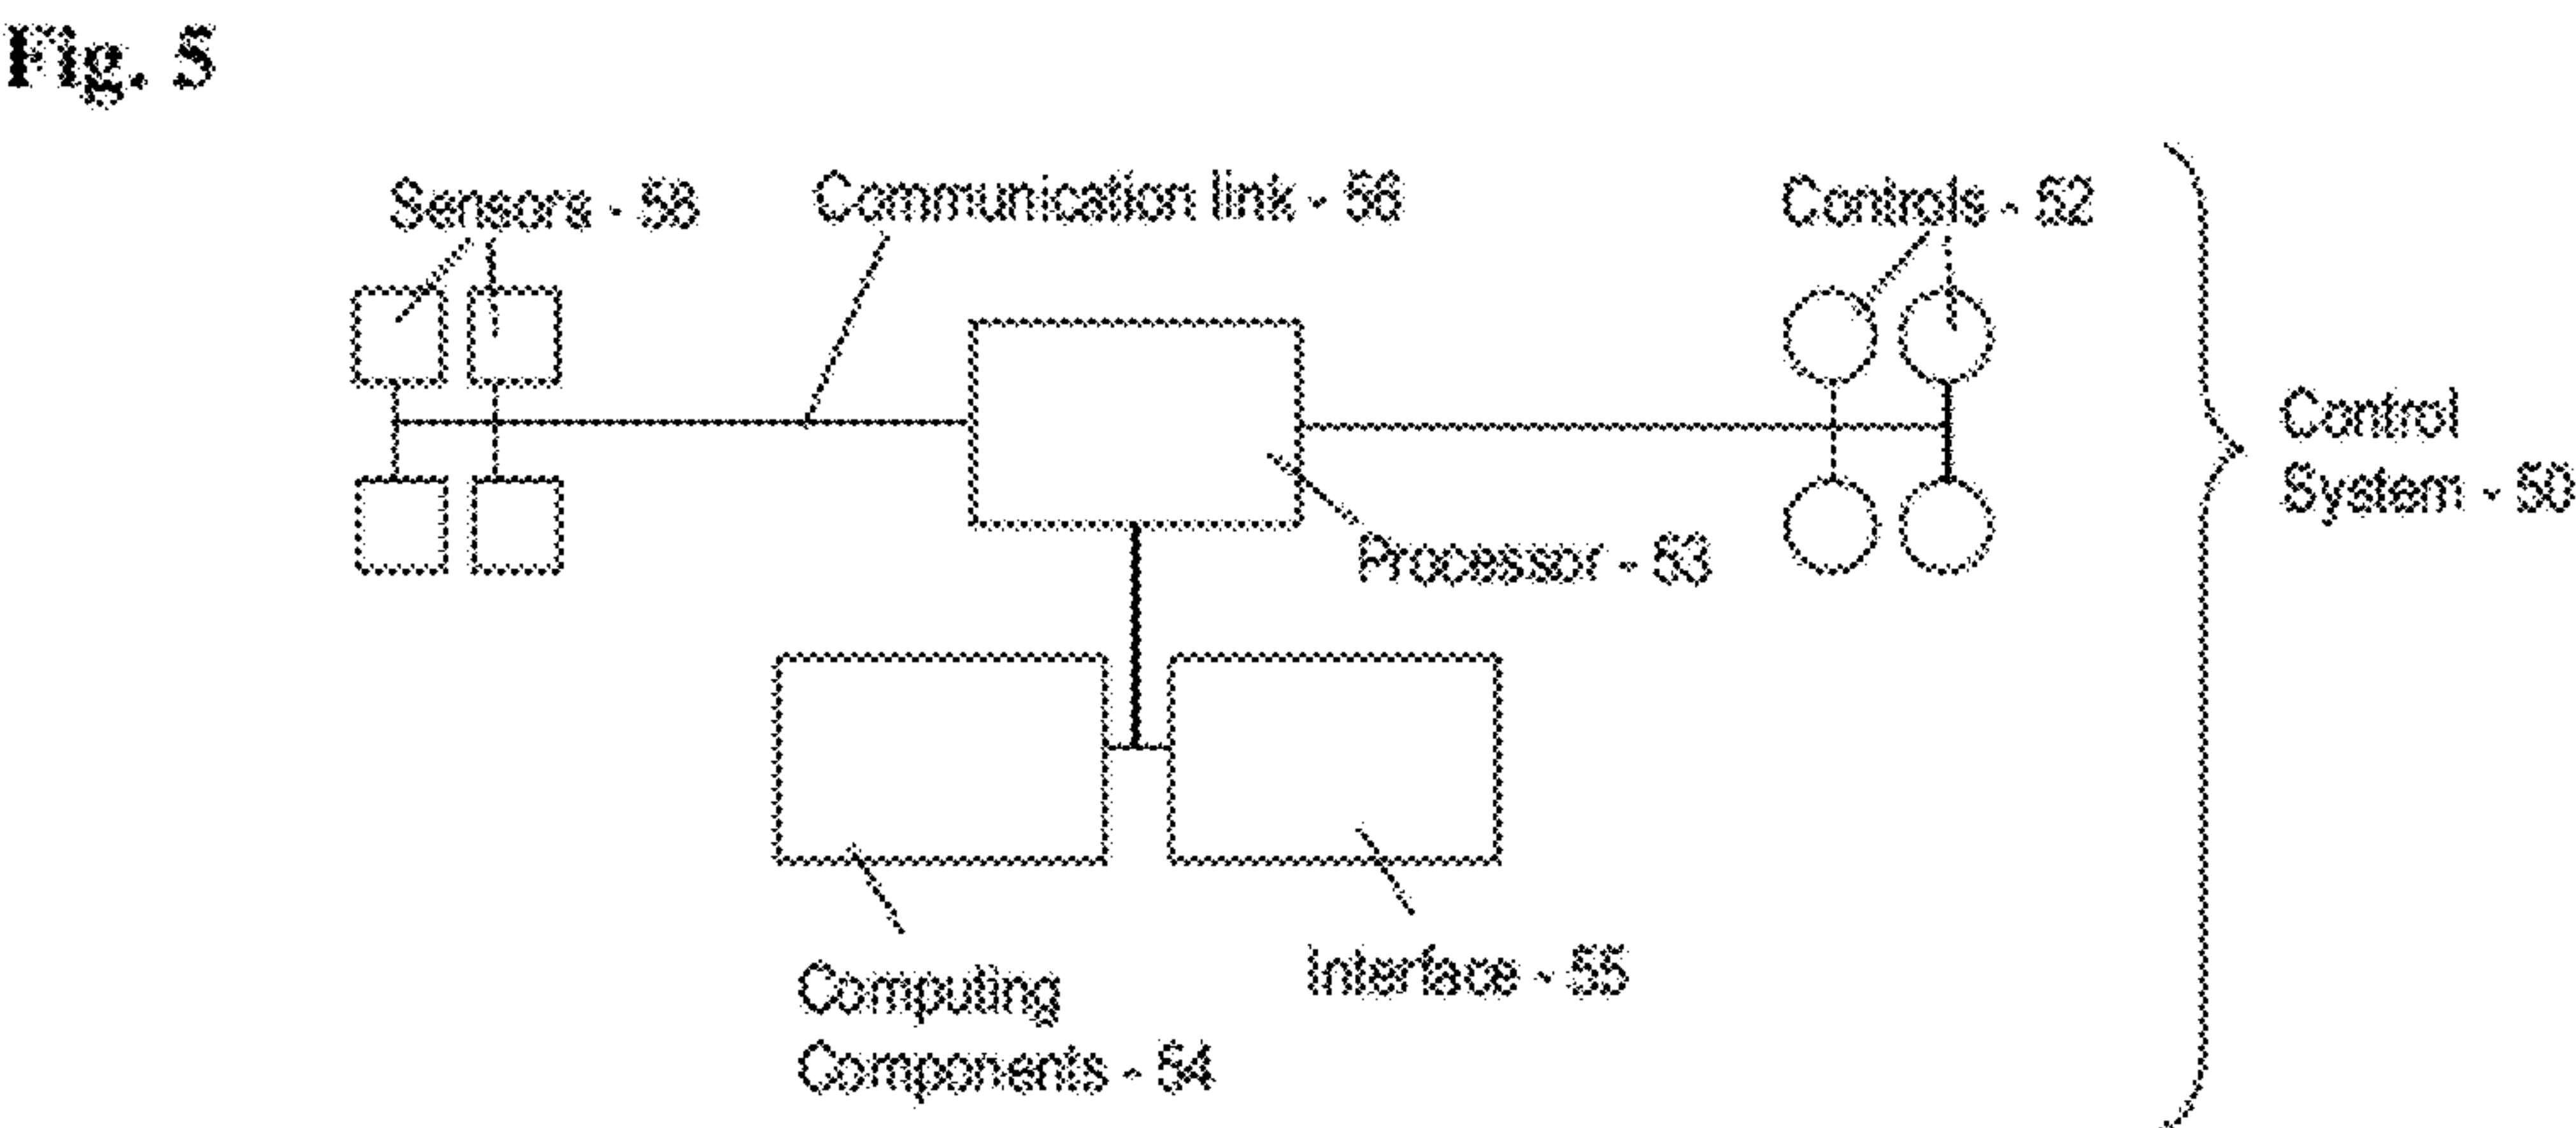 Fig. 5
Sensors - 58
Communication link - 56
Controls - 52
Control
System - 50
Processor - 53
Computing
Components - 54
Interface - 55